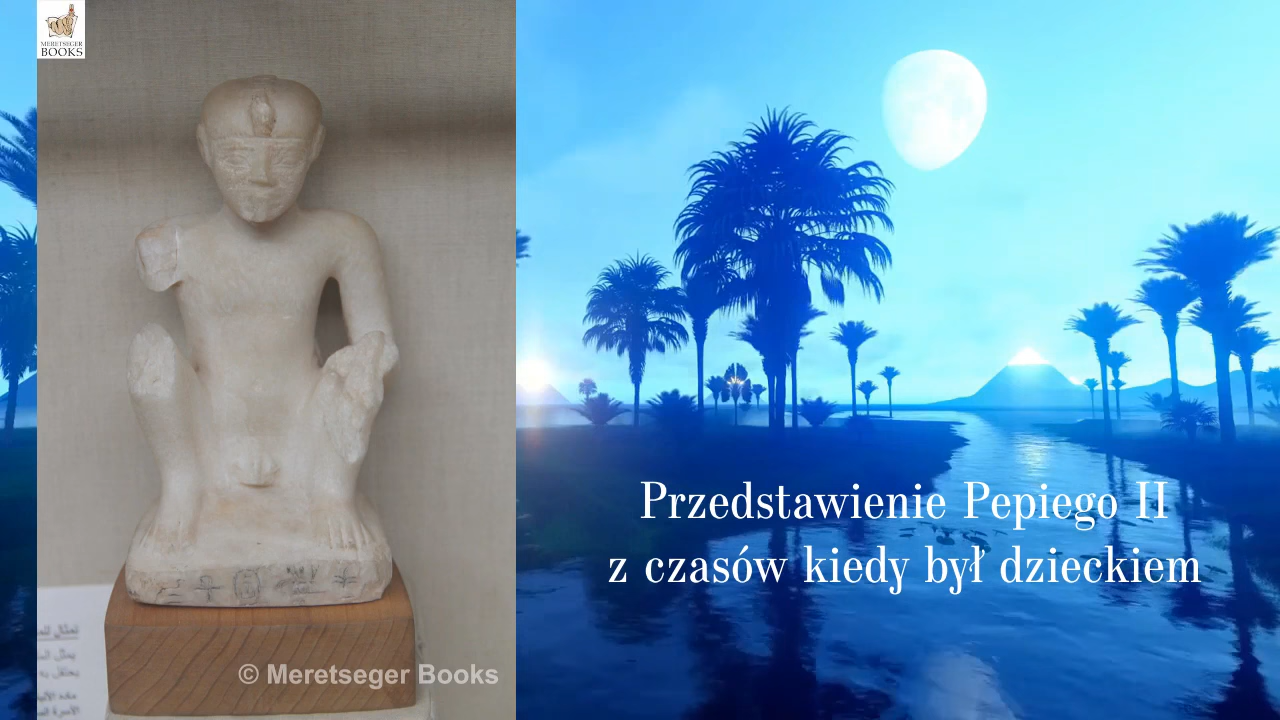 MERETSEGER
BOOKS
© Meretseger Books
Przedstawienie Pepiego II
z czasów kiedy był dzieckiem